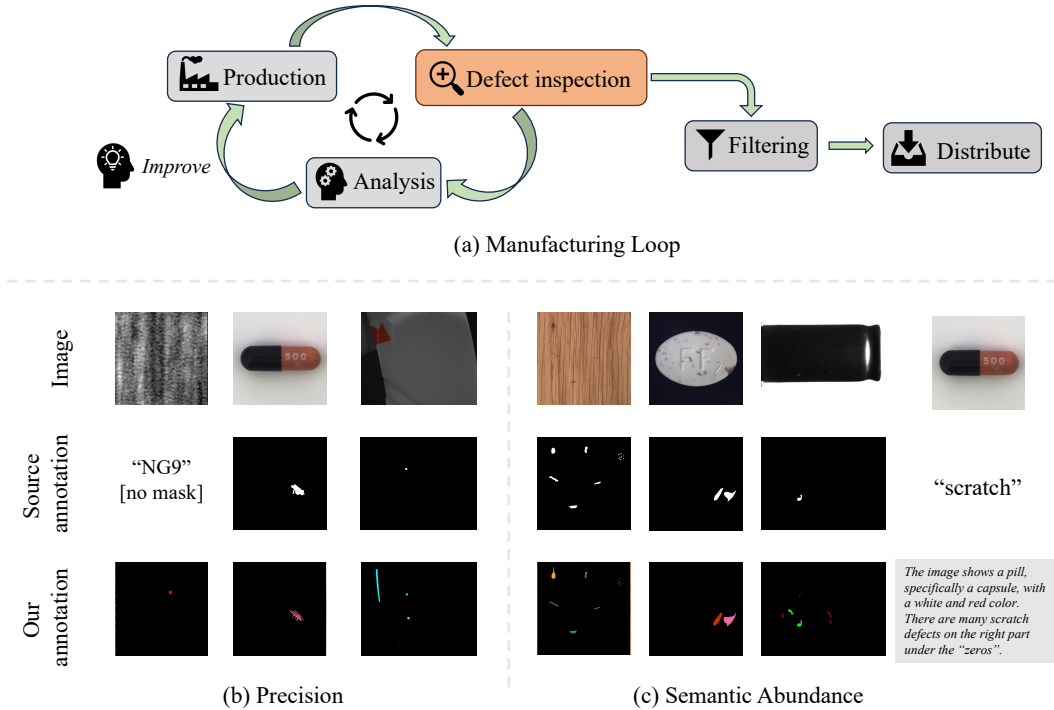 Production
Defect inspection
Filtering
Distribute
Improve
Analysis
(a) Manufacturing Loop
Image
500
FF
500
Source
annotation
“NG9”
[no mask]
“scratch”
Our
annotation
The image shows a pill,
specifically a capsule, with
a white and red color.
There are many scratch
defects on the right part
under the “zeros”.
(b) Precision
(c) Semantic Abundance